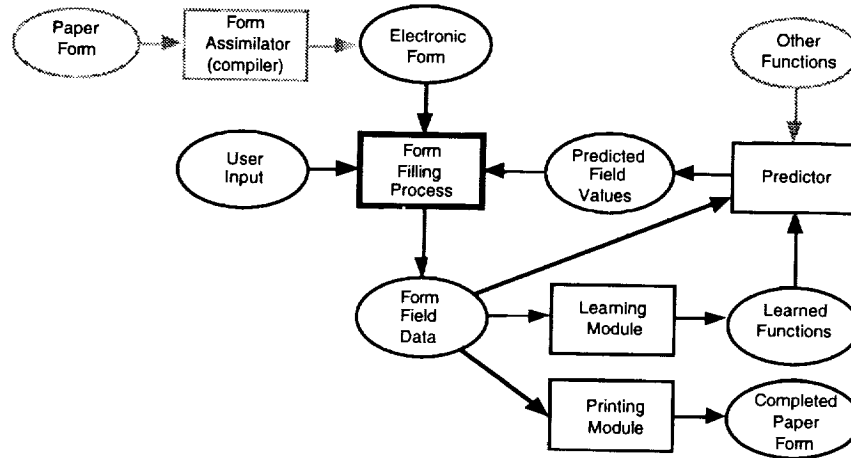 Paper
Form
Form
Assimilator
(compiler)
Electronic
Form
Other
Functions
User
Input
Form
Filling
Process
Predicted
Field
Values
Predictor
Form
Field
Data
Learning
Module
Learned
Functions
Printing
Module
Completed
Paper
Form